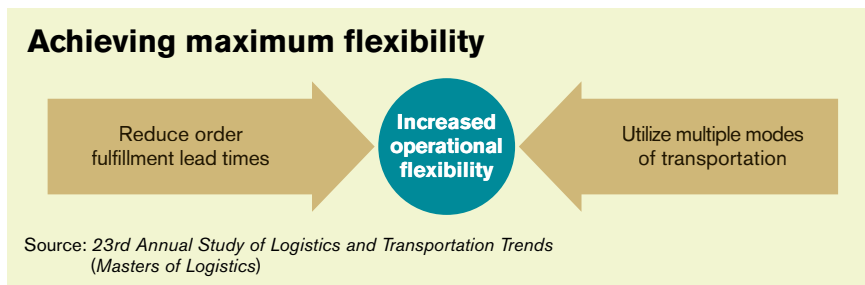 Achieving maximum flexibility
Reduce order
fulfillment lead times
Increased
operational
flexibility
Utilize multiple modes
of transportation
Source: 23rd Annual Study of Logistics and Transportation Trends
(Masters of Logistics)